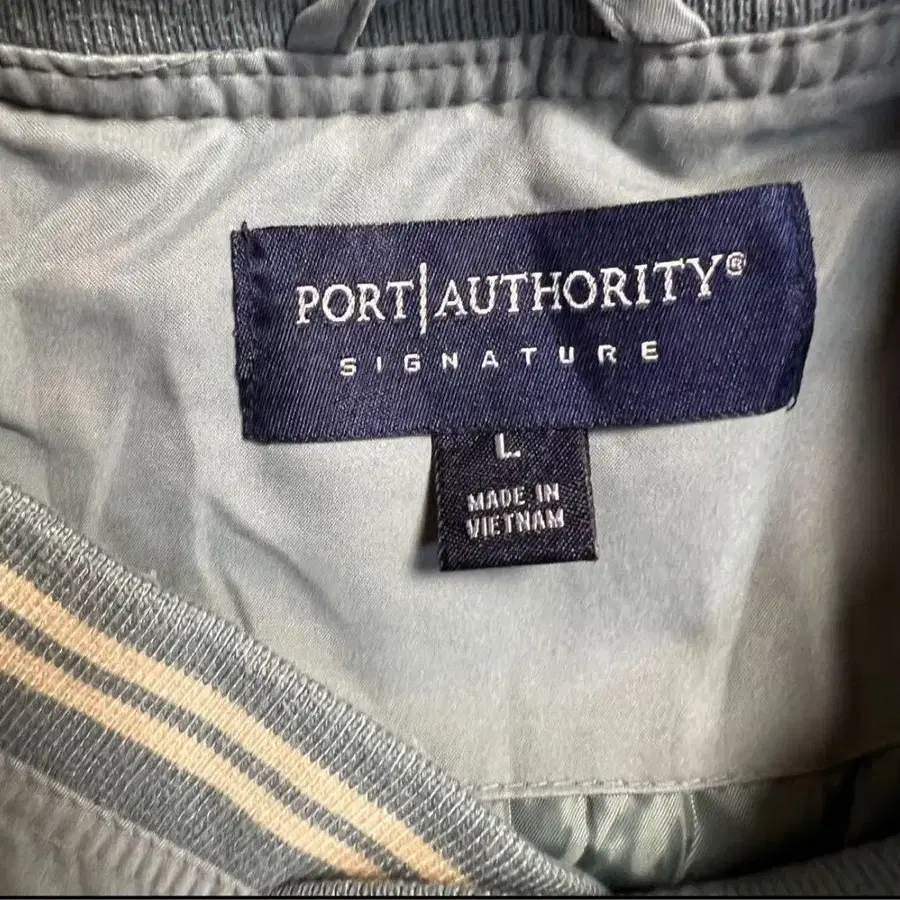 PORT|AUTHORITY®
SIGNATURE
L
MADE IN
VIETNAM